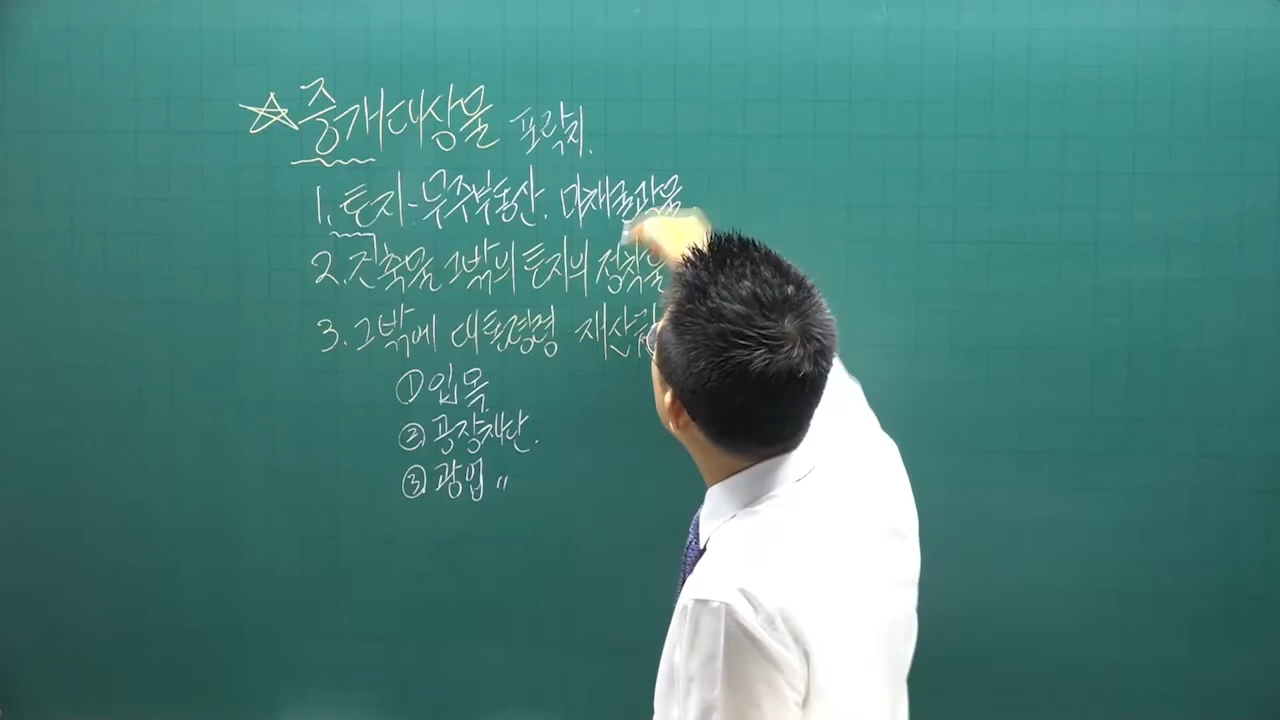 ☆중개대상물 포락지.
1. 토지-무주부동산. 미채굴광물
2. 건축물 그밖의 토지의 정착물
3. 그밖에 대통령령 재산권
① 입목.
② 공장재단.
③ 광업 〃